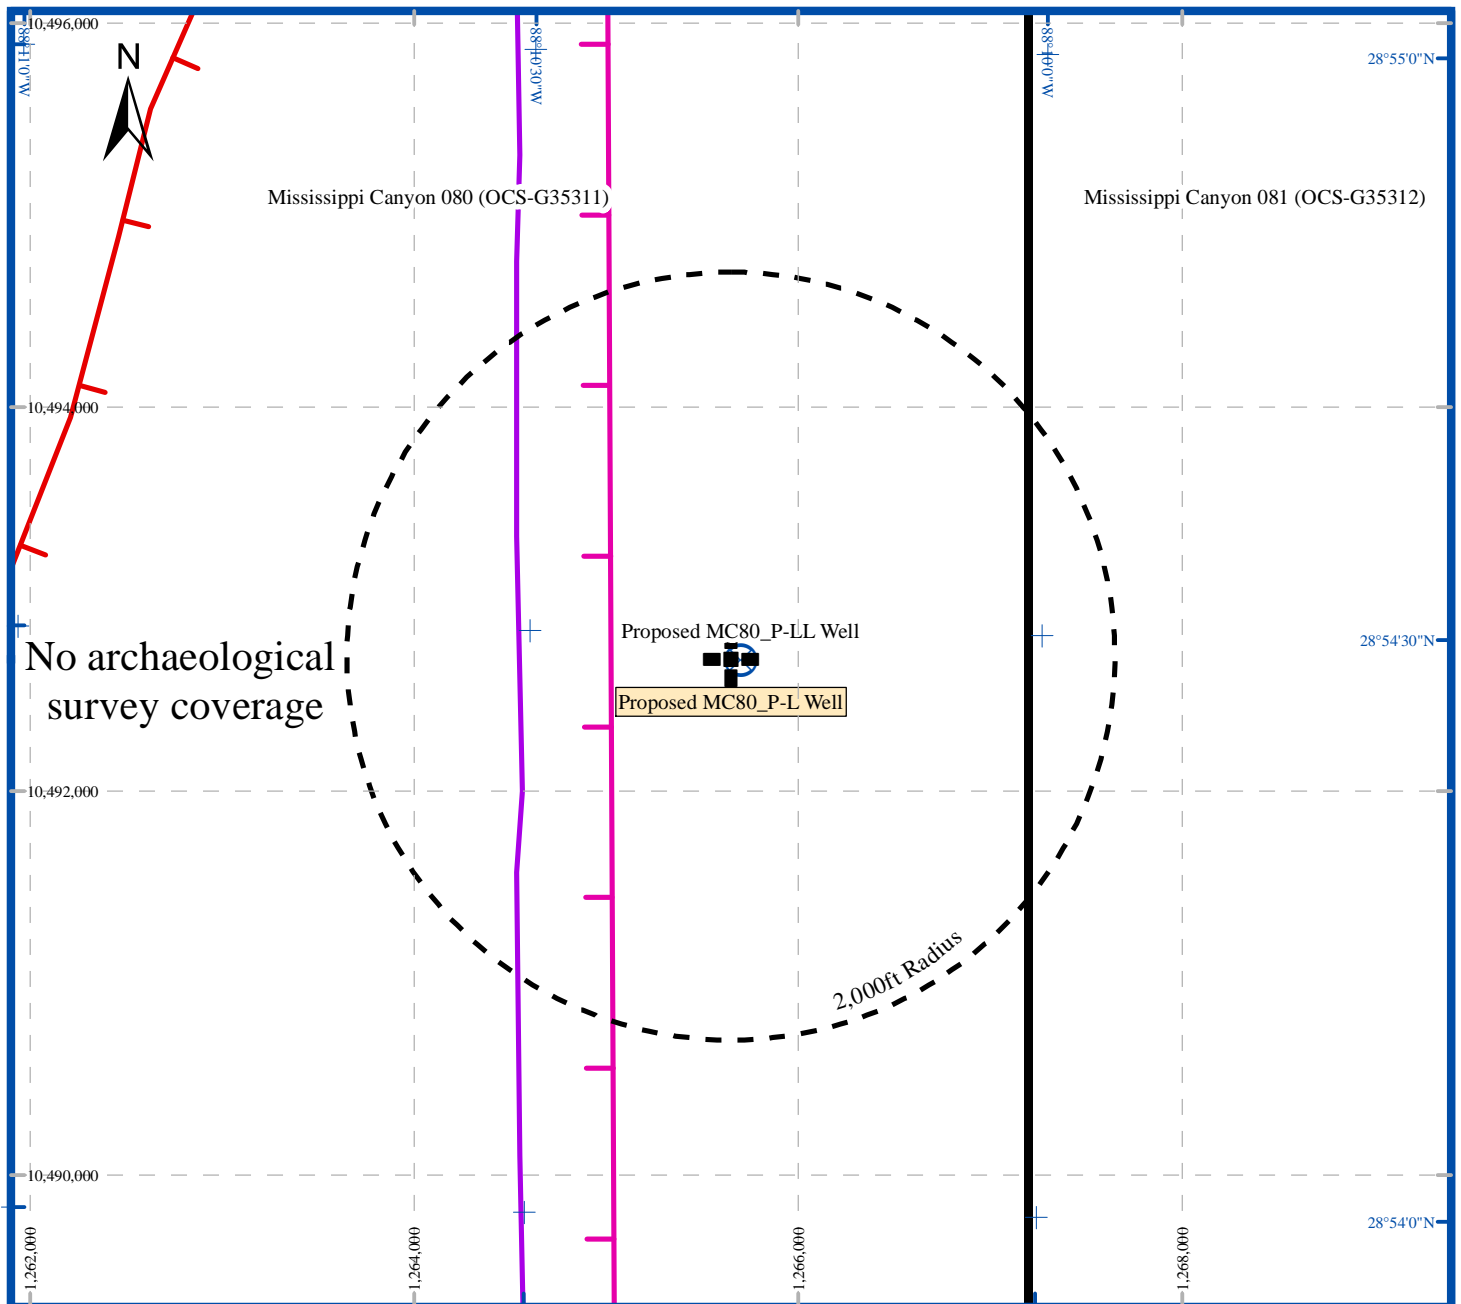 10,496,000
88°11'0"W
88°10'30"W
88°10'0"W
28°55'0"N
N
Mississippi Canyon 080 (OCS-G35311)
Mississippi Canyon 081 (OCS-G35312)
10,494,000
Proposed MC80_P-LL Well
28°54'30"N
No archaeological
survey coverage
Proposed MC80_P-L Well
10,492,000
2,000ft Radius
10,490,000
28°54'0"N
1,262,000
1,264,000
1,266,000
1,268,000